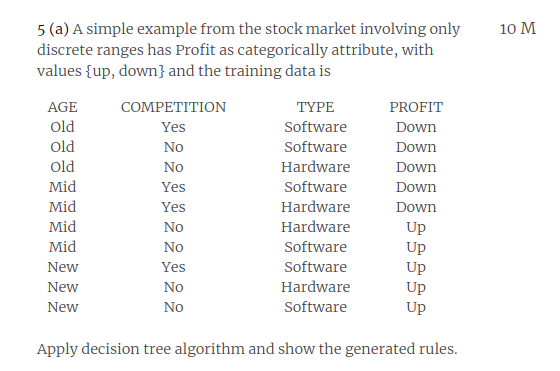 5 (a) A simple example from the stock market involving only 10 M
discrete ranges has Profit as categorically attribute, with
values {up, down} and the training data is
AGE COMPETITION TYPE PROFIT
Old Yes Software Down
Old No Software Down
Old No Hardware Down
Mid Yes Software Down
Mid Yes Hardware Down
Mid No Hardware Up
Mid No Software Up
New Yes Software Up
New No Hardware Up
New No Software Up
Apply decision tree algorithm and show the generated rules.